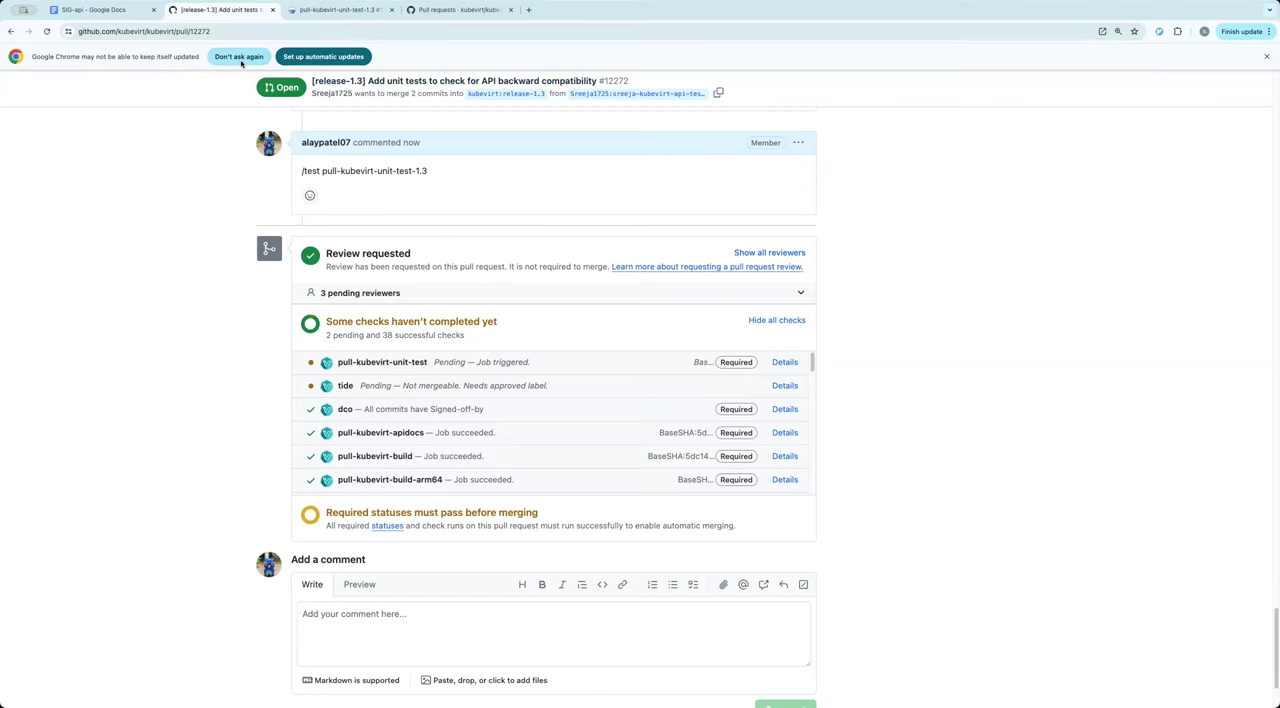 SIG-api - Google Docs
[release-1.3] Add unit tests t
pull-kubevirt-unit-test-1.3 #
Pull requests · kubevirt/kube
github.com/kubevirt/kubevirt/pull/12272
Finish update
Google Chrome may not be able to keep itself updated
Don't ask again
Set up automatic updates
Open
[release-1.3] Add unit tests to check for API backward compatibility #12272
Sreeja1725 wants to merge 2 commits into kubevirt:release-1.3 from Sreeja1725:sreeja-kubevirt-api-tes…
alaypatel07 commented now
Member
/test pull-kubevirt-unit-test-1.3
Review requested
Show all reviewers
Review has been requested on this pull request. It is not required to merge. Learn more about requesting a pull request review.
3 pending reviewers
Some checks haven't completed yet
Hide all checks
2 pending and 38 successful checks
pull-kubevirt-unit-test Pending — Job triggered. Bas... Required Details
tide Pending — Not mergeable. Needs approved label. Details
dco — All commits have Signed-off-by Required Details
pull-kubevirt-apidocs — Job succeeded. BaseSHA:5d... Required Details
pull-kubevirt-build — Job succeeded. BaseSHA:5dc14... Required Details
pull-kubevirt-build-arm64 — Job succeeded. BaseSH... Required Details
Required statuses must pass before merging
All required statuses and check runs on this pull request must run successfully to enable automatic merging.
Add a comment
Write
Preview
Add your comment here...
Markdown is supported
Paste, drop, or click to add files